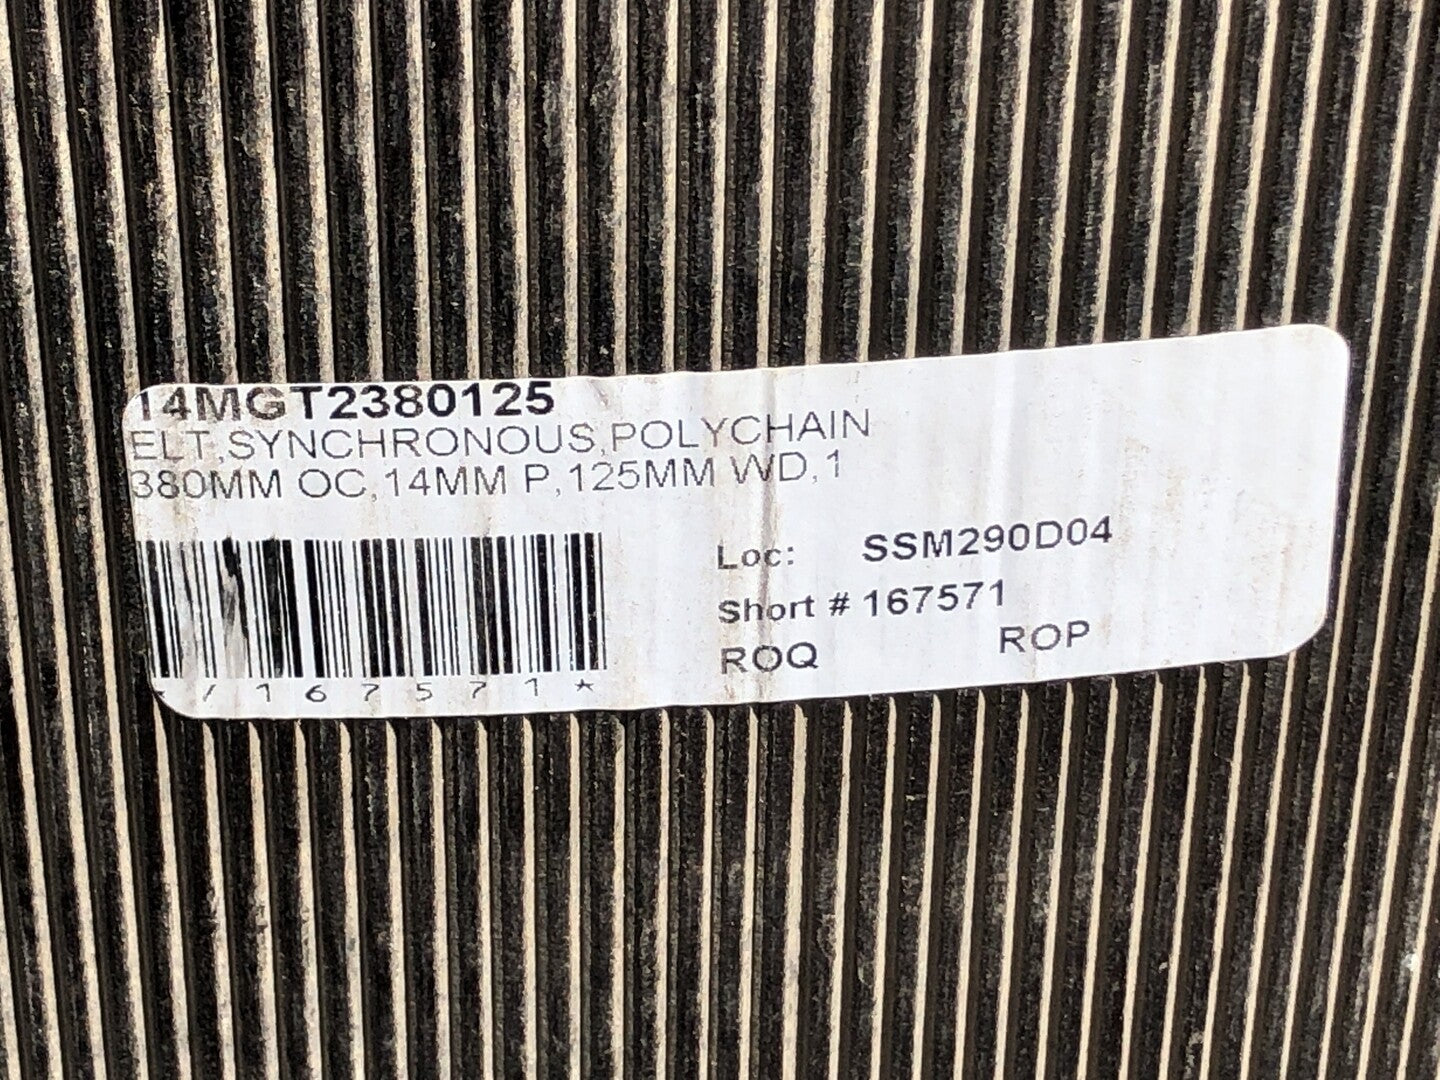 14MGT2380125
ELT,SYNCHRONOUS,POLYCHAIN
380MM OC,14MM P,125MM WD,1
Loc: SSM290D04
Short # 167571
ROQ ROP
/167571*